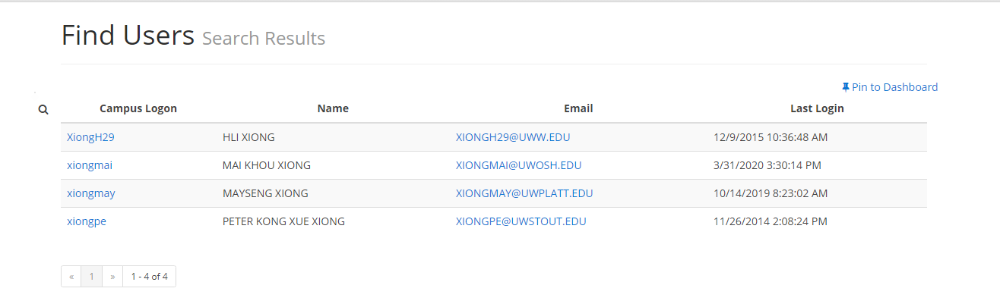 Find Users Search Results
Pin to Dashboard
Campus Logon Name Email Last Login
XiongH29 HLI XIONG XIONGH29@UWW.EDU 12/9/2015 10:36:48 AM
xiongmai MAI KHOU XIONG XIONGMAI@UWOSH.EDU 3/31/2020 3:30:14 PM
xiongmay MAYSENG XIONG XIONGMAY@UWPLATT.EDU 10/14/2019 8:23:02 AM
xiongpe PETER KONG XUE XIONG XIONGPE@UWSTOUT.EDU 11/26/2014 2:08:24 PM
« 1 » 1 - 4 of 4